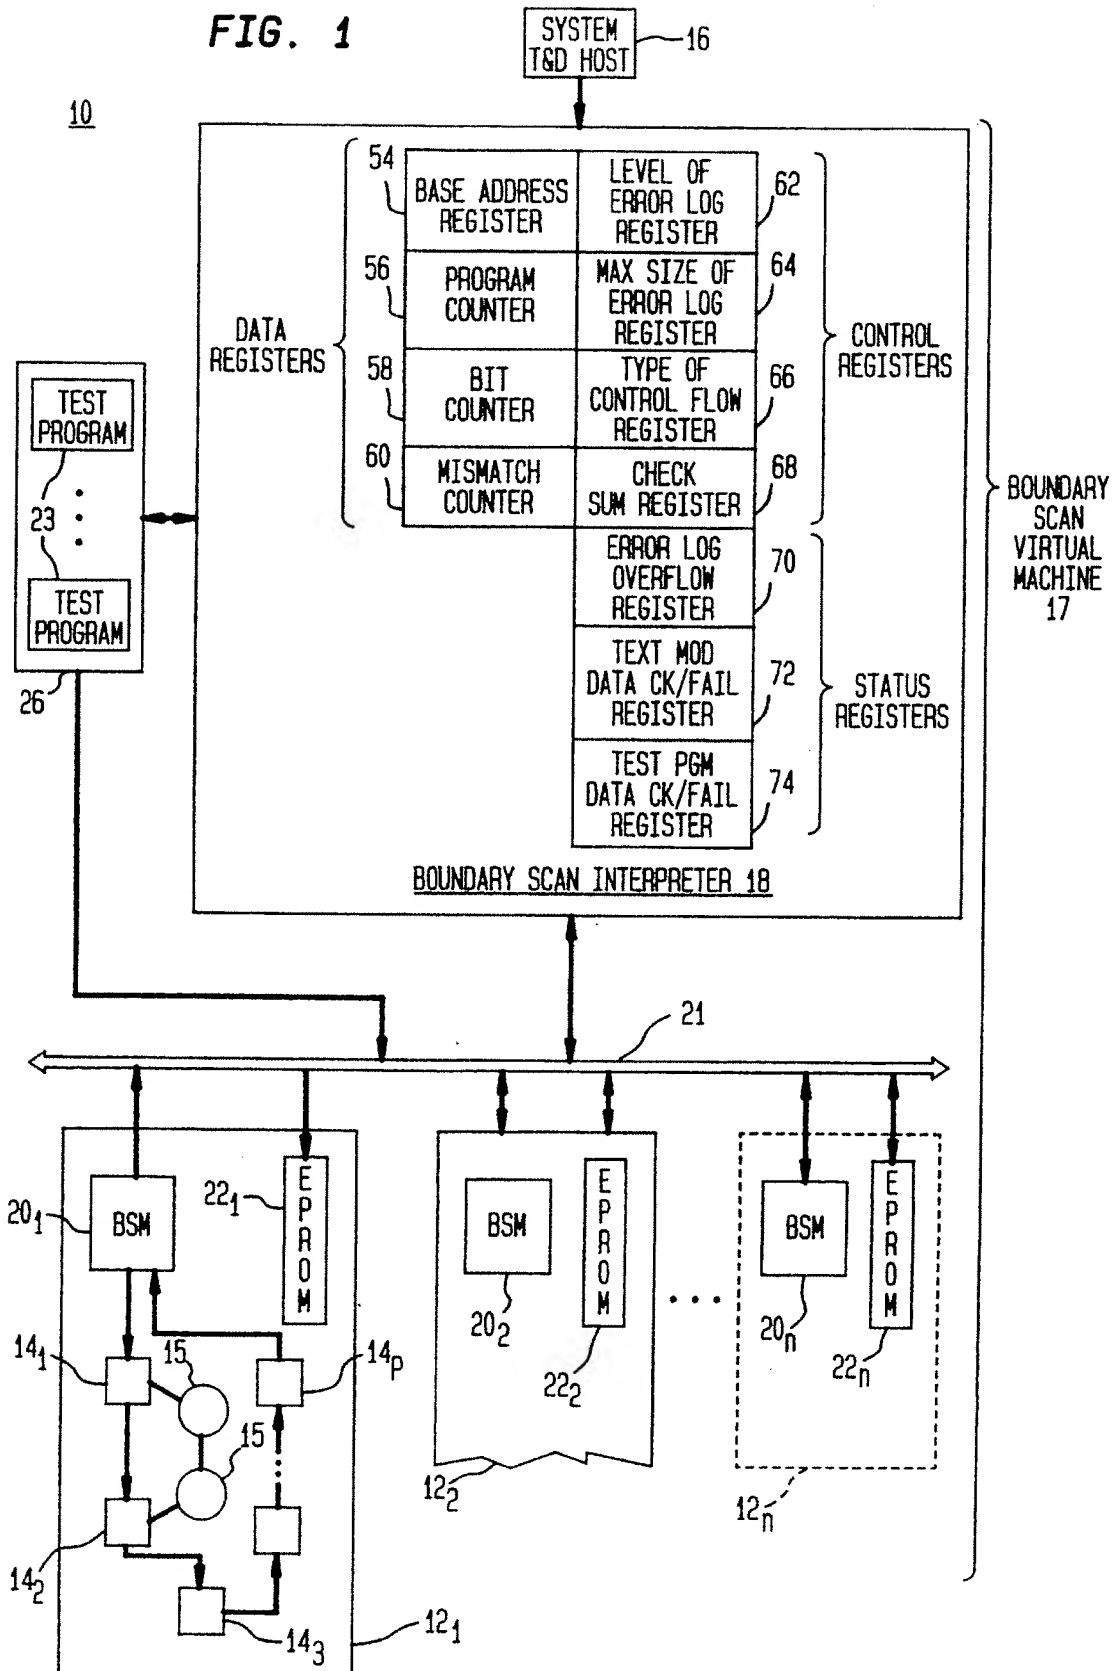 FIG. 1
SYSTEM
T&D HOST
16
10
54
BASE ADDRESS
REGISTER
LEVEL OF
ERROR LOG
REGISTER
62
56
PROGRAM
COUNTER
MAX SIZE OF
ERROR LOG
REGISTER
64
DATA
REGISTERS
CONTROL
REGISTERS
58
BIT
COUNTER
TYPE OF
CONTROL FLOW
REGISTER
66
60
MISMATCH
COUNTER
CHECK
SUM REGISTER
68
TEST
PROGRAM
23
TEST
PROGRAM
26
ERROR LOG
OVERFLOW
REGISTER
70
TEXT MOD
DATA CK/FAIL
REGISTER
72
STATUS
REGISTERS
TEST PGM
DATA CK/FAIL
REGISTER
74
BOUNDARY
SCAN
VIRTUAL
MACHINE
17
BOUNDARY SCAN INTERPRETER 18
21
20₁
BSM
22₁
EPROM
BSM
20₂
EPROM
22₂
BSM
20ₙ
EPROM
22ₙ
14₁
15
14ₚ
15
14₂
14₃
12₁
12₂
12ₙ